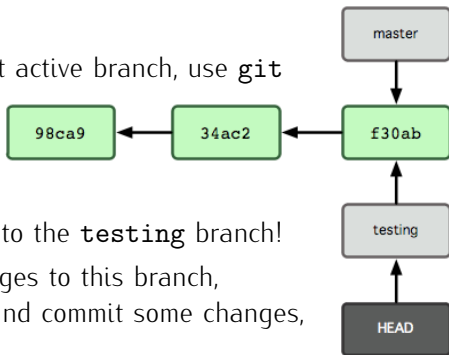 master
t active branch, use git
98ca9 34ac2 f30ab
to the testing branch!
testing
ges to this branch,
nd commit some changes,
HEAD